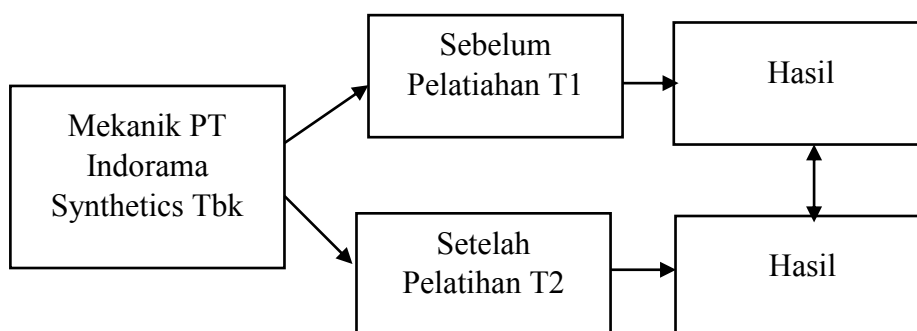 Mekanik PT
Indorama
Synthetics Tbk
Sebelum
Pelatiahan T1
Hasil
Setelah
Pelatihan T2
Hasil